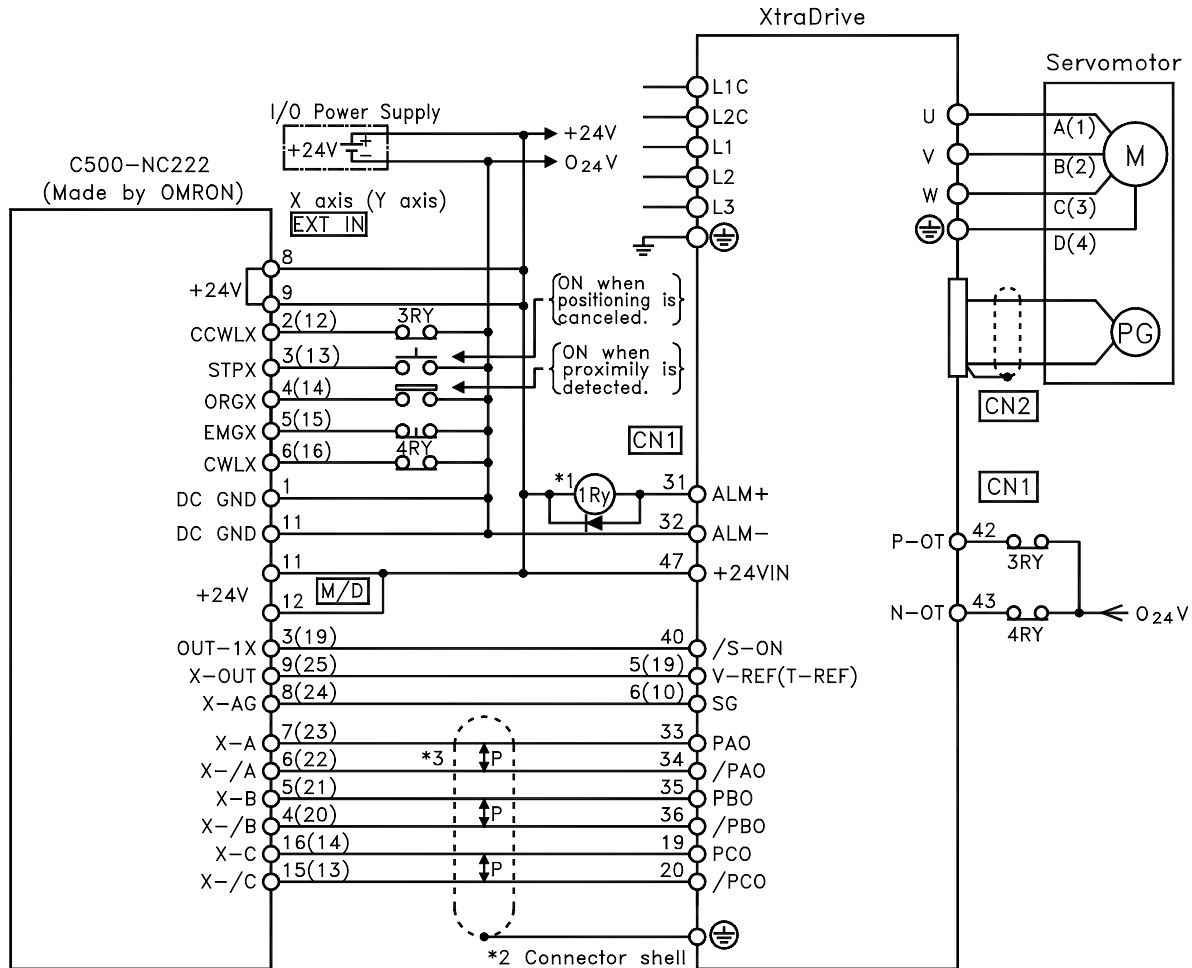 XtraDrive
Servomotor
I/O Power Supply
+24V
+
−
+24V
O24V
C500-NC222
(Made by OMRON)
X axis (Y axis)
EXT IN
L1C
L2C
L1
L2
L3
U
V
W
A(1)
B(2)
C(3)
D(4)
M
PG
CN2
CN1
8
+24V
9
CCWLX
2(12)
3RY
STPX
3(13)
ORGX
4(14)
EMGX
5(15)
4RY
CWLX
6(16)
DC GND
1
DC GND
11
ON when
positioning is
canceled.
ON when
proximily is
detected.
CN1
*1
1Ry
31
ALM+
32
ALM−
47
+24VIN
11
+24V
M/D
12
P-OT
42
3RY
N-OT
43
4RY
O24V
OUT-1X
3(19)
40
/S-ON
X-OUT
9(25)
5(19)
V-REF(T-REF)
X-AG
8(24)
6(10)
SG
X-A
7(23)
33
PAO
*3
P
X-/A
6(22)
34
/PAO
X-B
5(21)
35
PBO
P
X-/B
4(20)
36
/PBO
X-C
16(14)
19
PCO
P
X-/C
15(13)
20
/PCO
*2 Connector shell